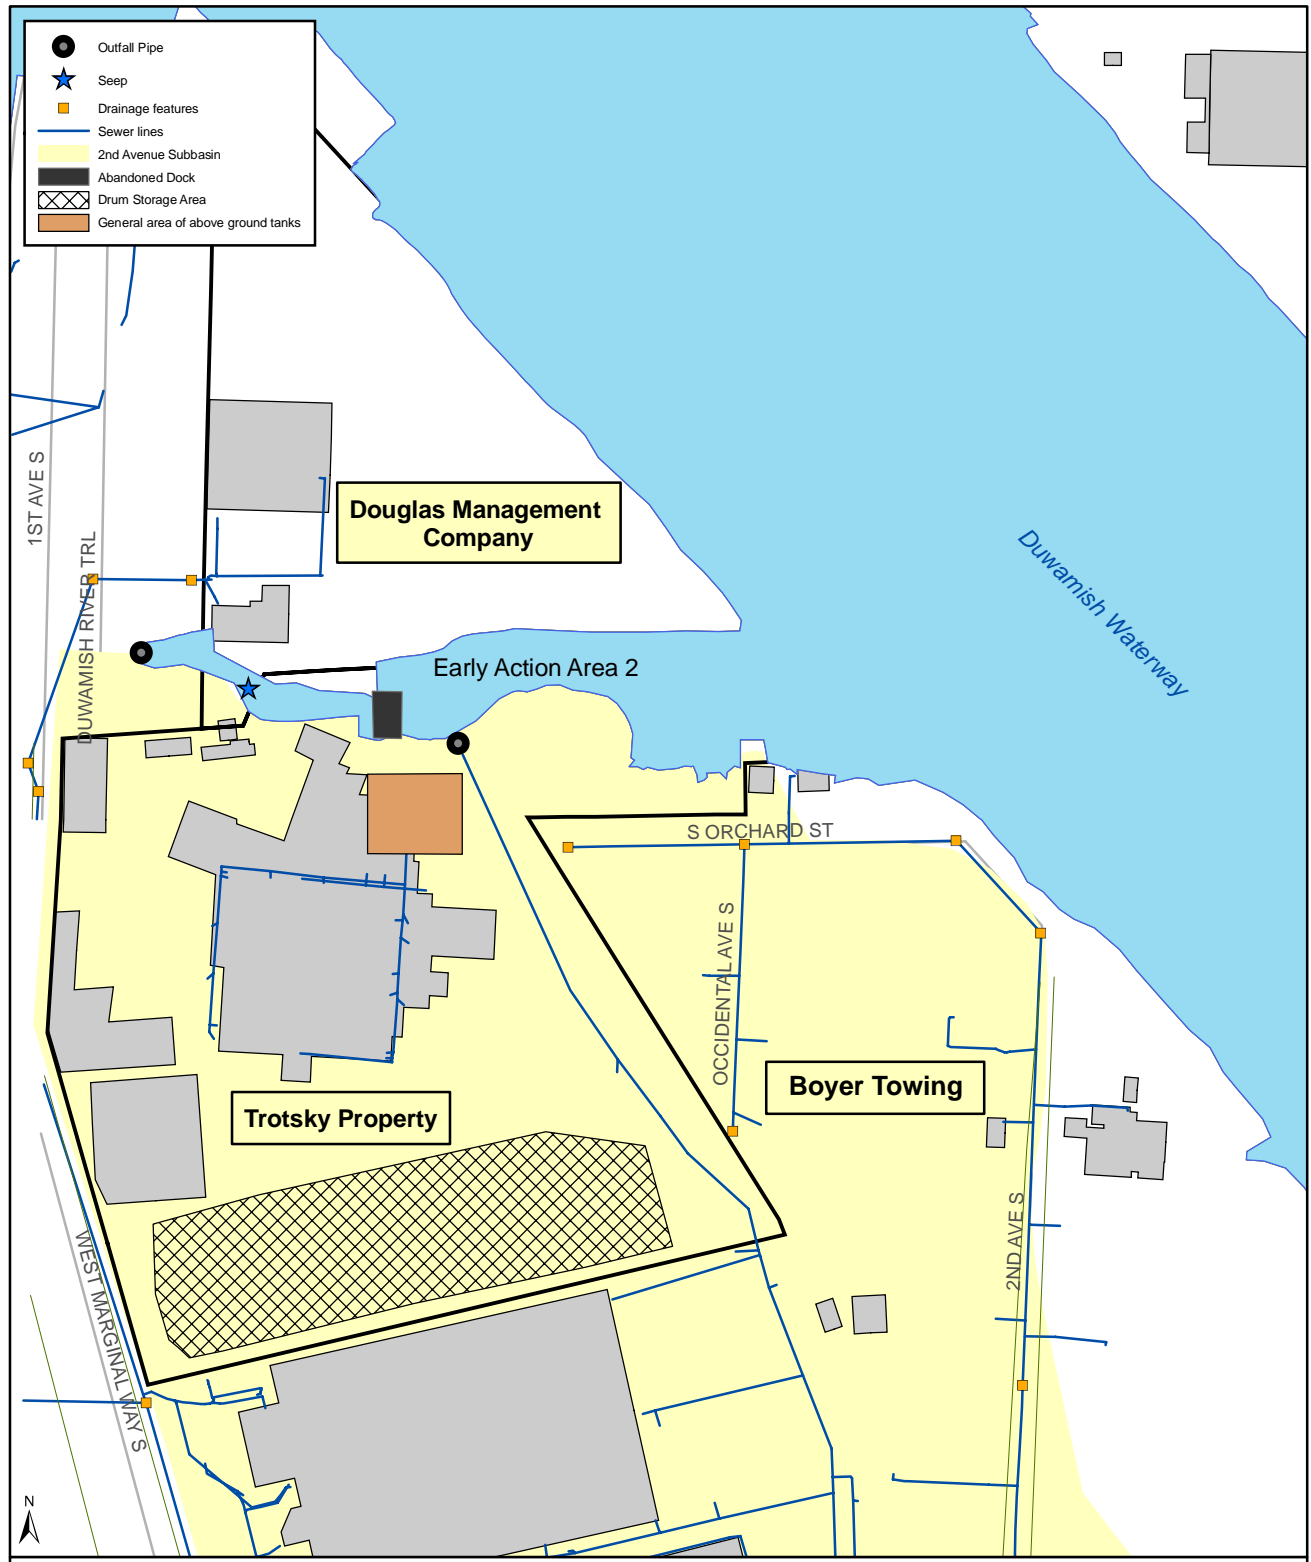 Outfall Pipe
Seep
Drainage features
Sewer lines
2nd Avenue Subbasin
Abandoned Dock
Drum Storage Area
General area of above ground tanks
1ST AVE S
DUWAMISH RIVER TRL
Douglas Management
Company
Duwamish Waterway
Early Action Area 2
S ORCHARD ST
OCCIDENTAL AVE S
Boyer Towing
Trotsky Property
2ND AVE S
WEST MARGINAL WAY S
N